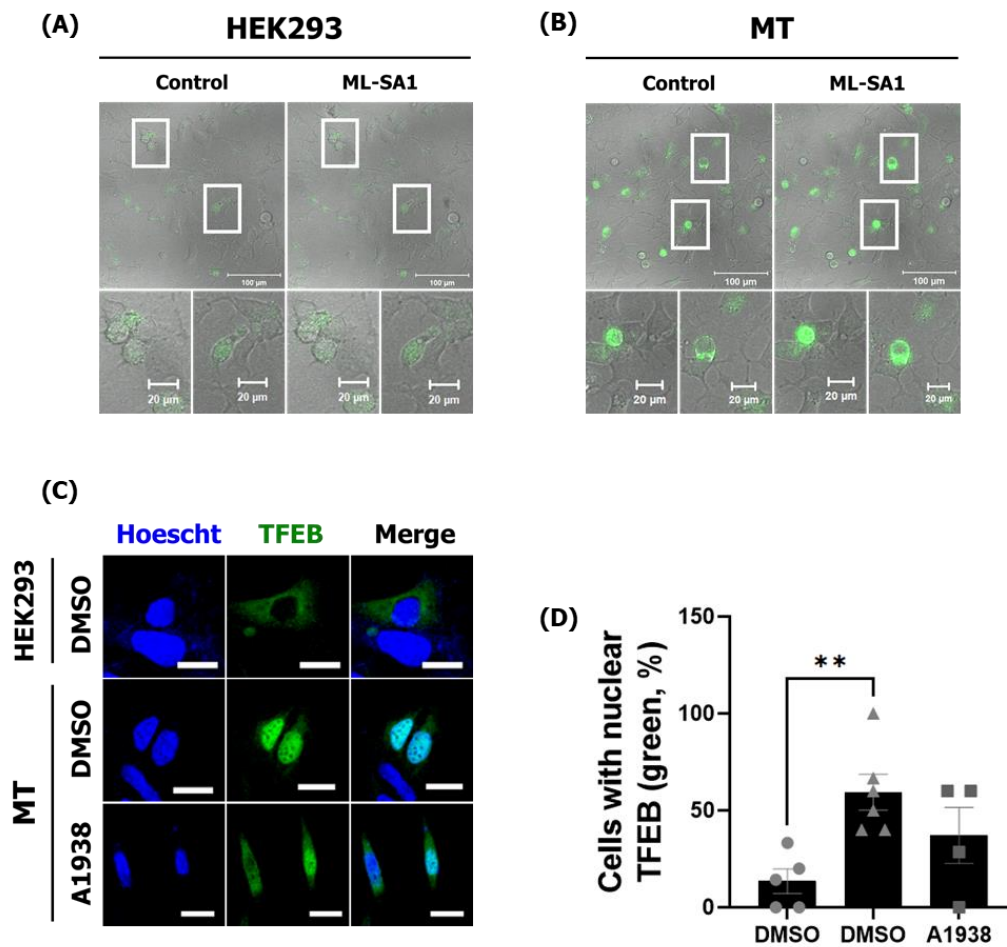 (A)
HEK293
Control ML-SA1
100 μm 100 μm
20 μm 20 μm 20 μm 20 μm
(B)
MT
Control ML-SA1
100 μm 100 μm
20 μm 20 μm 20 μm 20 μm
(C)
Hoescht TFEB Merge
HEK293
DMSO
MT
DMSO
A1938
(D)
Cells with nuclear
TFEB (green, %)
150
100
50
0
**
DMSO DMSO A1938